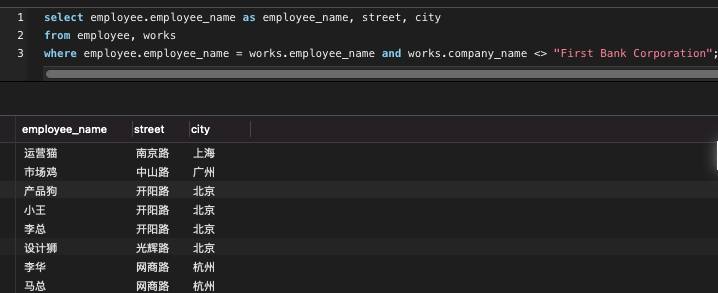 1 select employee.employee_name as employee_name, street, city
2 from employee, works
3 where employee.employee_name = works.employee_name and works.company_name <> "First Bank Corporation";
employee_name street city
运营猫 南京路 上海
市场鸡 中山路 广州
产品狗 开阳路 北京
小王 开阳路 北京
李总 开阳路 北京
设计狮 光辉路 北京
李华 网商路 杭州
马总 网商路 杭州